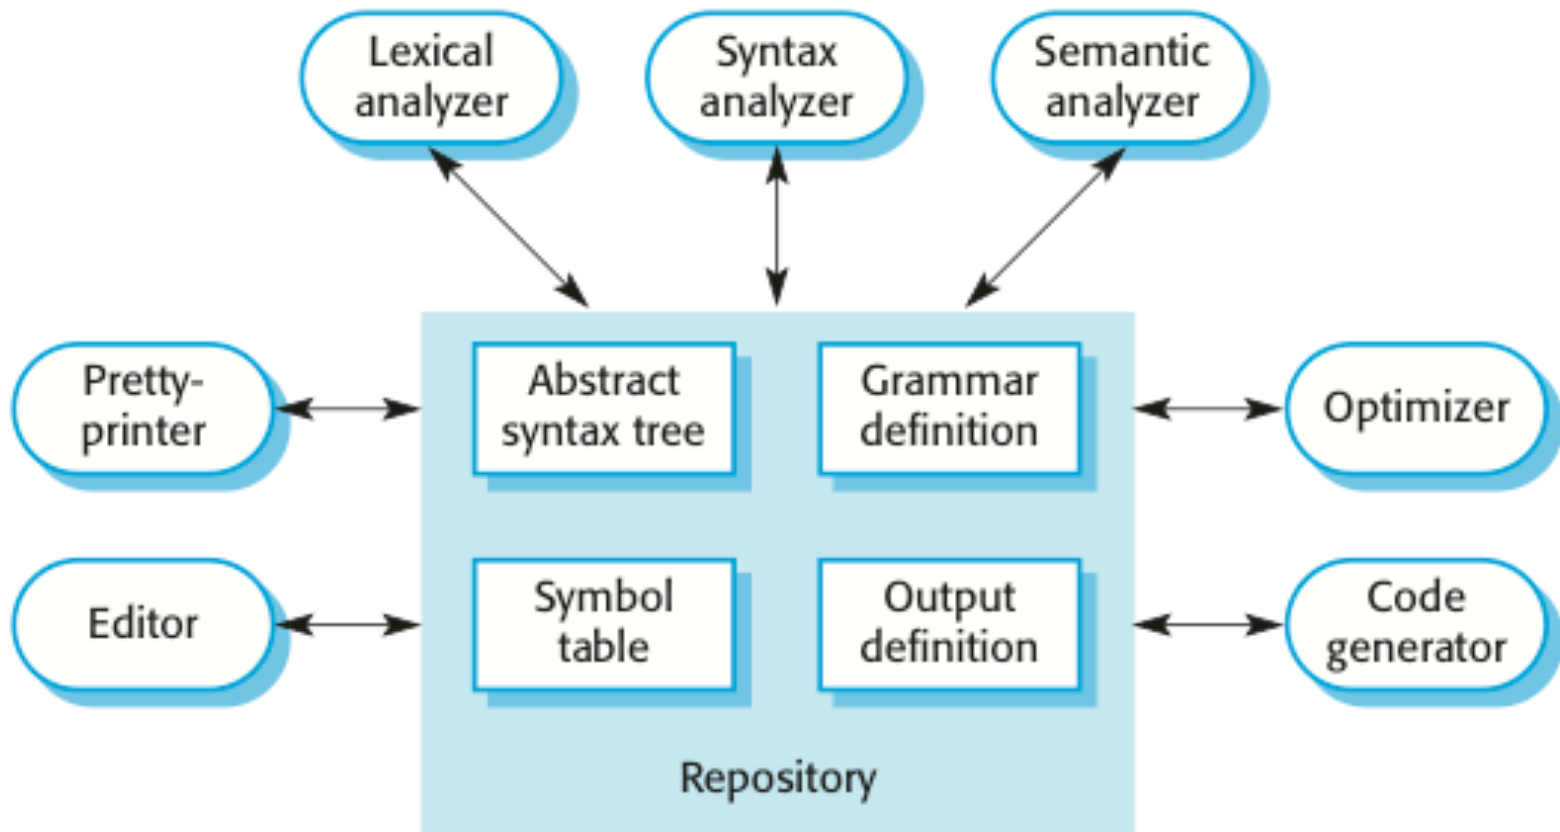 Lexical
analyzer
Syntax
analyzer
Semantic
analyzer
Pretty-
printer
Abstract
syntax tree
Grammar
definition
Optimizer
Editor
Symbol
table
Output
definition
Code
generator
Repository